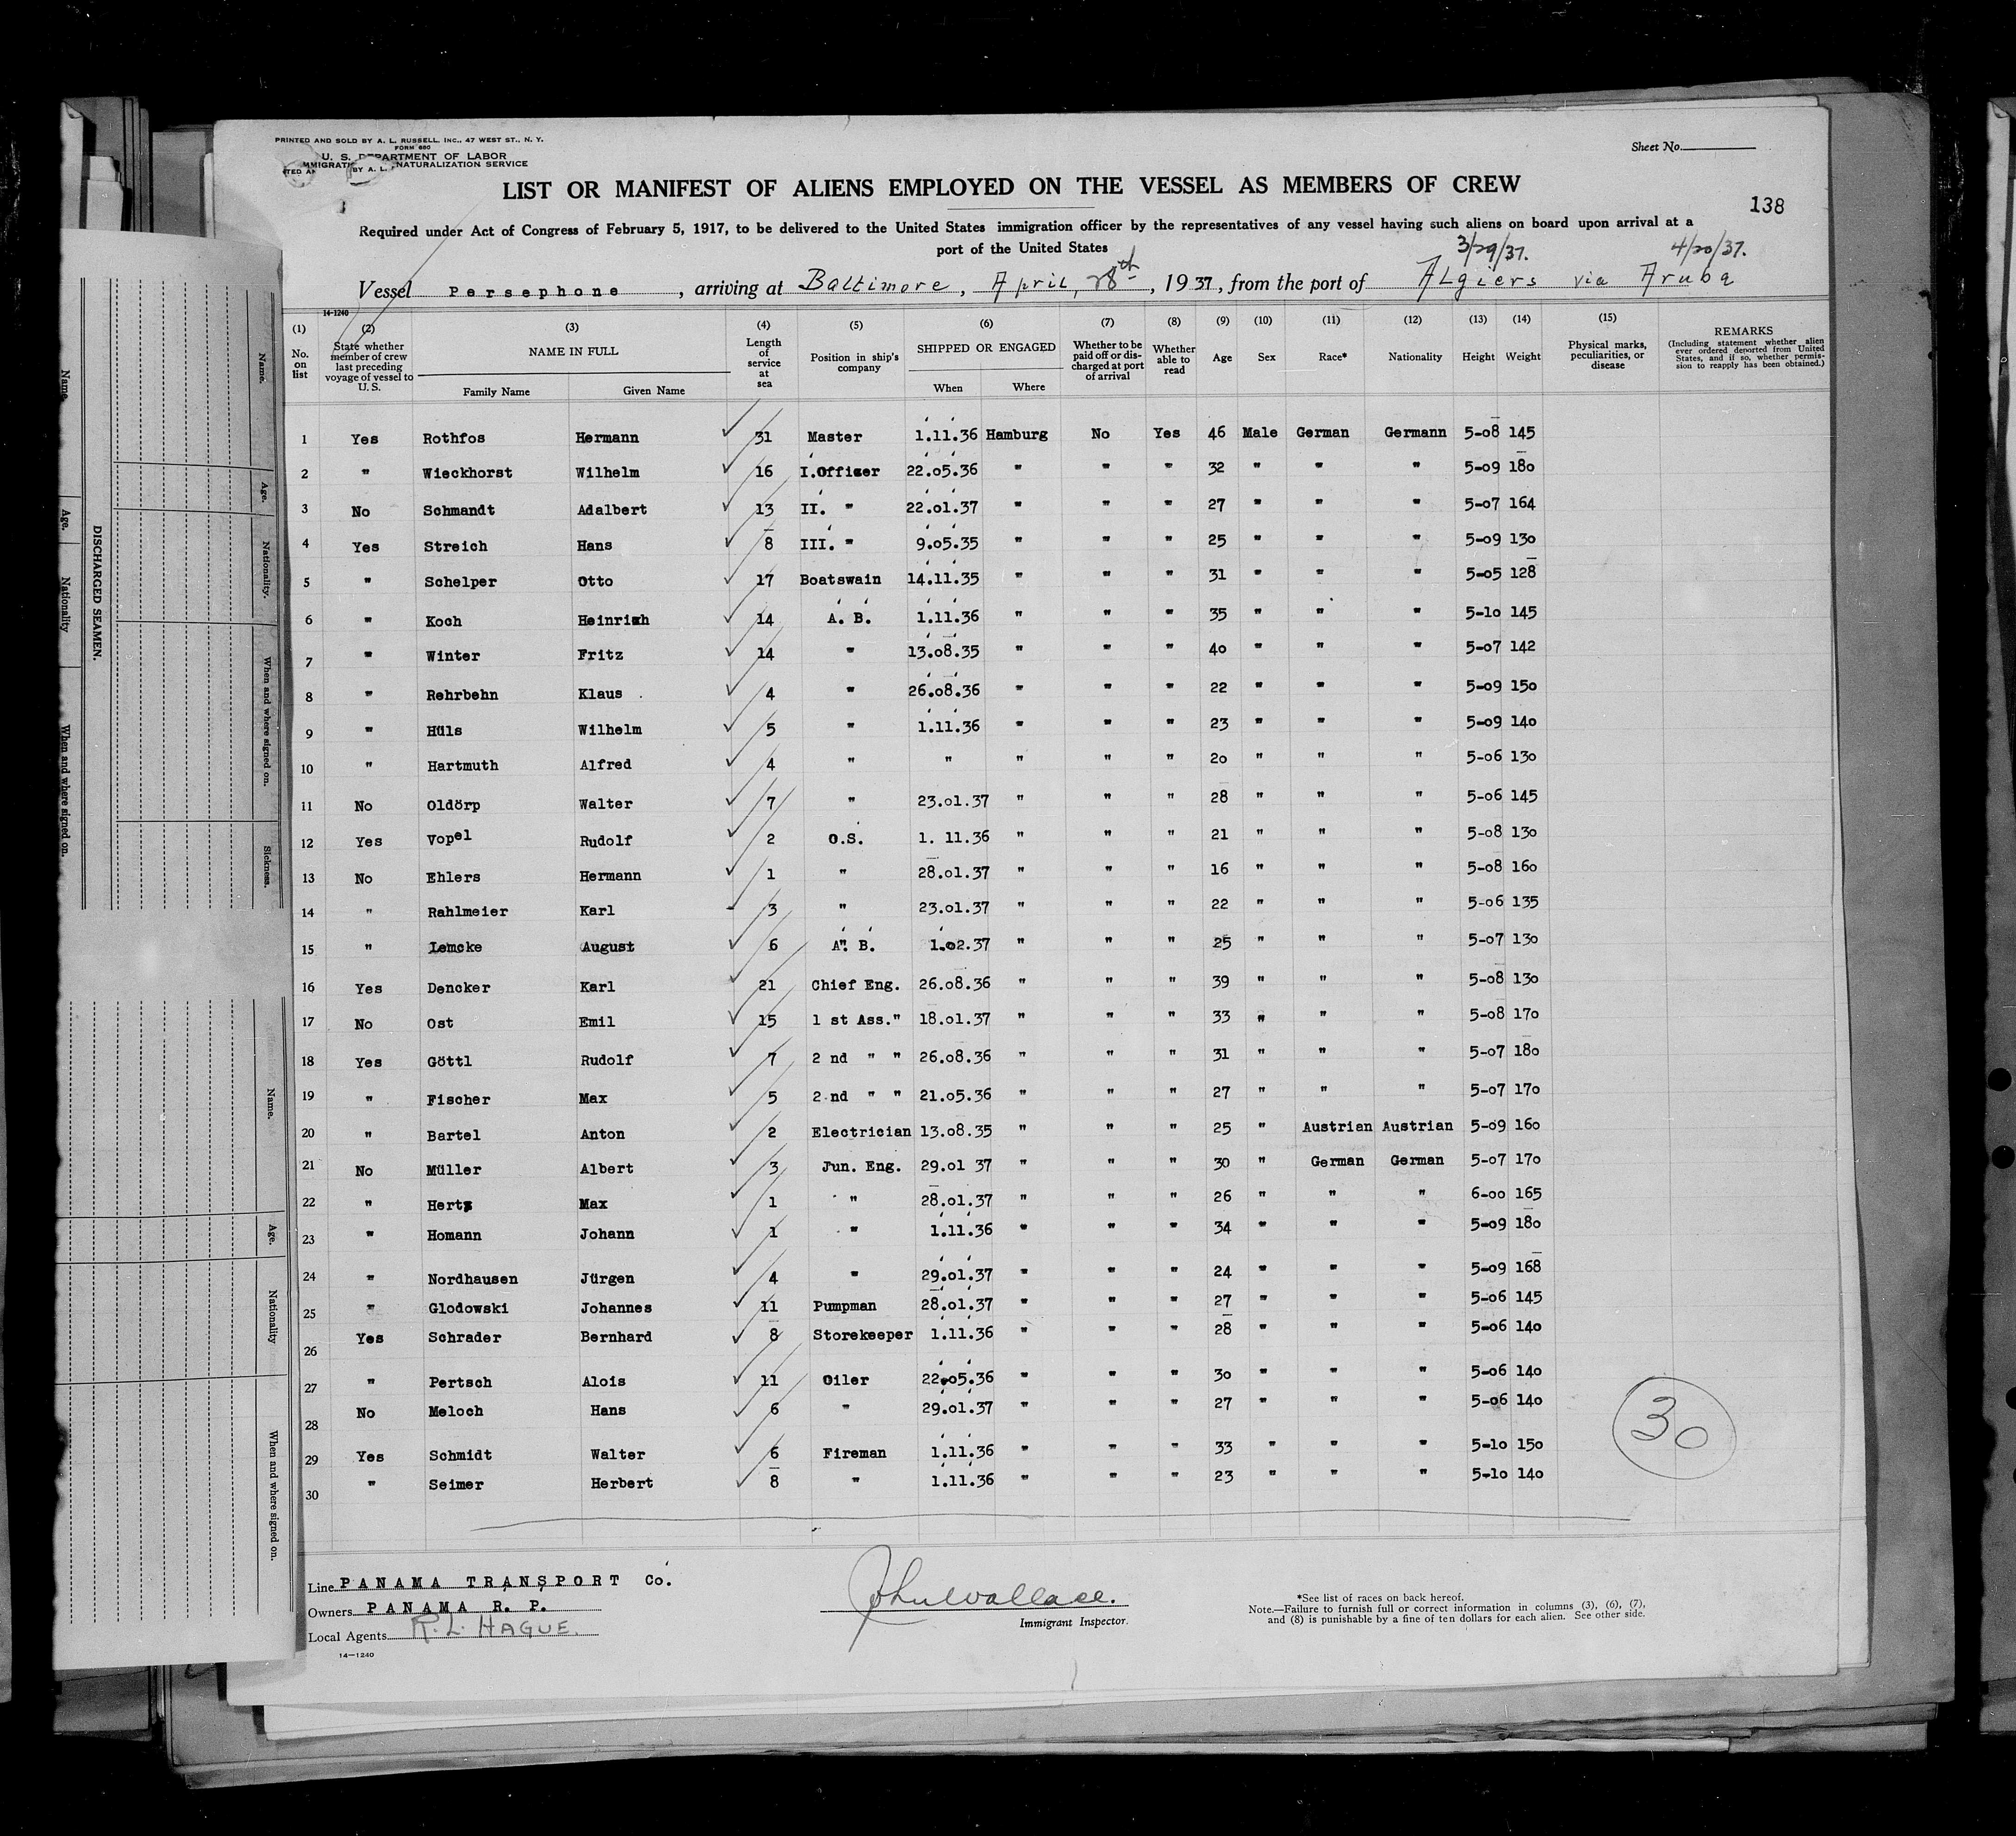 PRINTED AND SOLD BY A. L. RUSSELL, INC., 47 WEST ST., N. Y.
FORM 680
U. S. DEPARTMENT OF LABOR
IMMIGRATION NATURALIZATION SERVICE
BY A. L.
Sheet No.
LIST OR MANIFEST OF ALIENS EMPLOYED ON THE VESSEL AS MEMBERS OF CREW
138
Required under Act of Congress of February 5, 1917, to be delivered to the United States immigration officer by the representatives of any vessel having such aliens on board upon arrival at a
port of the United States
3/29/37. 4/20/37.
Vessel Persephone, arriving at Baltimore, April, 28th, 1937, from the port of Algiers via Aruba
14-1240
(1) (2) (3) (4) (5) (6) (7) (8) (9) (10) (11) (12) (13) (14) (15)
No. on list State whether member of crew last preceding voyage of vessel to U. S. NAME IN FULL Family Name Given Name Length of service at sea Position in ship's company SHIPPED OR ENGAGED When Where Whether to be paid off or discharged at port of arrival Whether able to read Age Sex Race* Nationality Height Weight Physical marks, peculiarities, or disease REMARKS (Including statement whether alien ever ordered deported from United States, and if so, whether permission to reapply has been obtained.)
1 Yes Rothfos Hermann 31 Master 1.11.36 Hamburg No Yes 46 Male German Germann 5-08 145
2 " Wieckhorst Wilhelm 16 I.Officer 22.05.36 " " " 32 " " " 5-09 180
3 No Schmandt Adalbert 13 II. " 22.01.37 " " " 27 " " " 5-07 164
4 Yes Streich Hans 8 III. " 9.05.35 " " " 25 " " " 5-09 130
5 " Schelper Otto 17 Boatswain 14.11.35 " " " 31 " " " 5-05 128
6 " Koch Heinrich 14 A. B. 1.11.36 " " " 35 " " " 5-10 145
7 " Winter Fritz 14 " 13.08.35 " " " 40 " " " 5-07 142
8 " Rehrbehn Klaus 4 " 26.08.36 " " " 22 " " " 5-09 150
9 " Hüls Wilhelm 5 " 1.11.36 " " " 23 " " " 5-09 140
10 " Hartmuth Alfred 4 " " " " " 20 " " " 5-06 130
11 No Oldörp Walter 7 " 23.01.37 " " " 28 " " " 5-06 145
12 Yes Vopel Rudolf 2 O.S. 1. 11.36 " " " 21 " " " 5-08 130
13 No Ehlers Hermann 1 " 28.01.37 " " " 16 " " " 5-08 160
14 " Rahlmeier Karl 3 " 23.01.37 " " " 22 " " " 5-06 135
15 " Lemcke August 6 A". B. 1.02.37 " " " 25 " " " 5-07 130
16 Yes Dencker Karl 21 Chief Eng. 26.08.36 " " " 39 " " " 5-08 130
17 No Ost Emil 15 1 st Ass." 18.01.37 " " " 33 " " " 5-08 170
18 Yes Göttl Rudolf 7 2 nd " " 26.08.36 " " " 31 " " " 5-07 180
19 " Fischer Max 5 2 nd " " 21.05.36 " " " 27 " " " 5-07 170
20 " Bartel Anton 2 Electrician 13.08.35 " " " 25 " Austrian Austrian 5-09 160
21 No Müller Albert 3 Jun. Eng. 29.01 37 " " " 30 " German German 5-07 170
22 " Hertz Max 1 " 28.01.37 " " " 26 " " " 6-00 165
23 " Homann Johann 1 " 1.11.36 " " " 34 " " " 5-09 180
24 " Nordhausen Jürgen 4 " 29.01.37 " " " 24 " " " 5-09 168
25 " Glodowski Johannes 11 Pumpman 28.01.37 " " " 27 " " " 5-06 145
26 Yes Schrader Bernhard 8 Storekeeper 1.11.36 " " " 28 " " " 5-06 140
27 " Pertsch Alois 11 Oiler 22.05.36 " " " 30 " " " 5-06 140
28 No Meloch Hans 6 " 29.01.37 " " " 27 " " " 5-06 140
29 Yes Schmidt Walter 6 Fireman 1.11.36 " " " 33 " " " 5-10 150
30 " Seimer Herbert 8 " 1.11.36 " " " 23 " " " 5-10 140
30
Line PANAMA TRANSPORT Co.
Owners PANAMA R. P.
Local Agents R. L. HAGUE.
14-1240
John Wallace.
Immigrant Inspector.
*See list of races on back hereof.
Note.—Failure to furnish full or correct information in columns (3), (6), (7),
and (8) is punishable by a fine of ten dollars for each alien. See other side.
DISCHARGED SEAMEN.
Name. Age. Nationality. When and where signed on. Sickness.
Name. Age. Nationality When and where signed on.
Name. Age. Nationality When and where signed on.